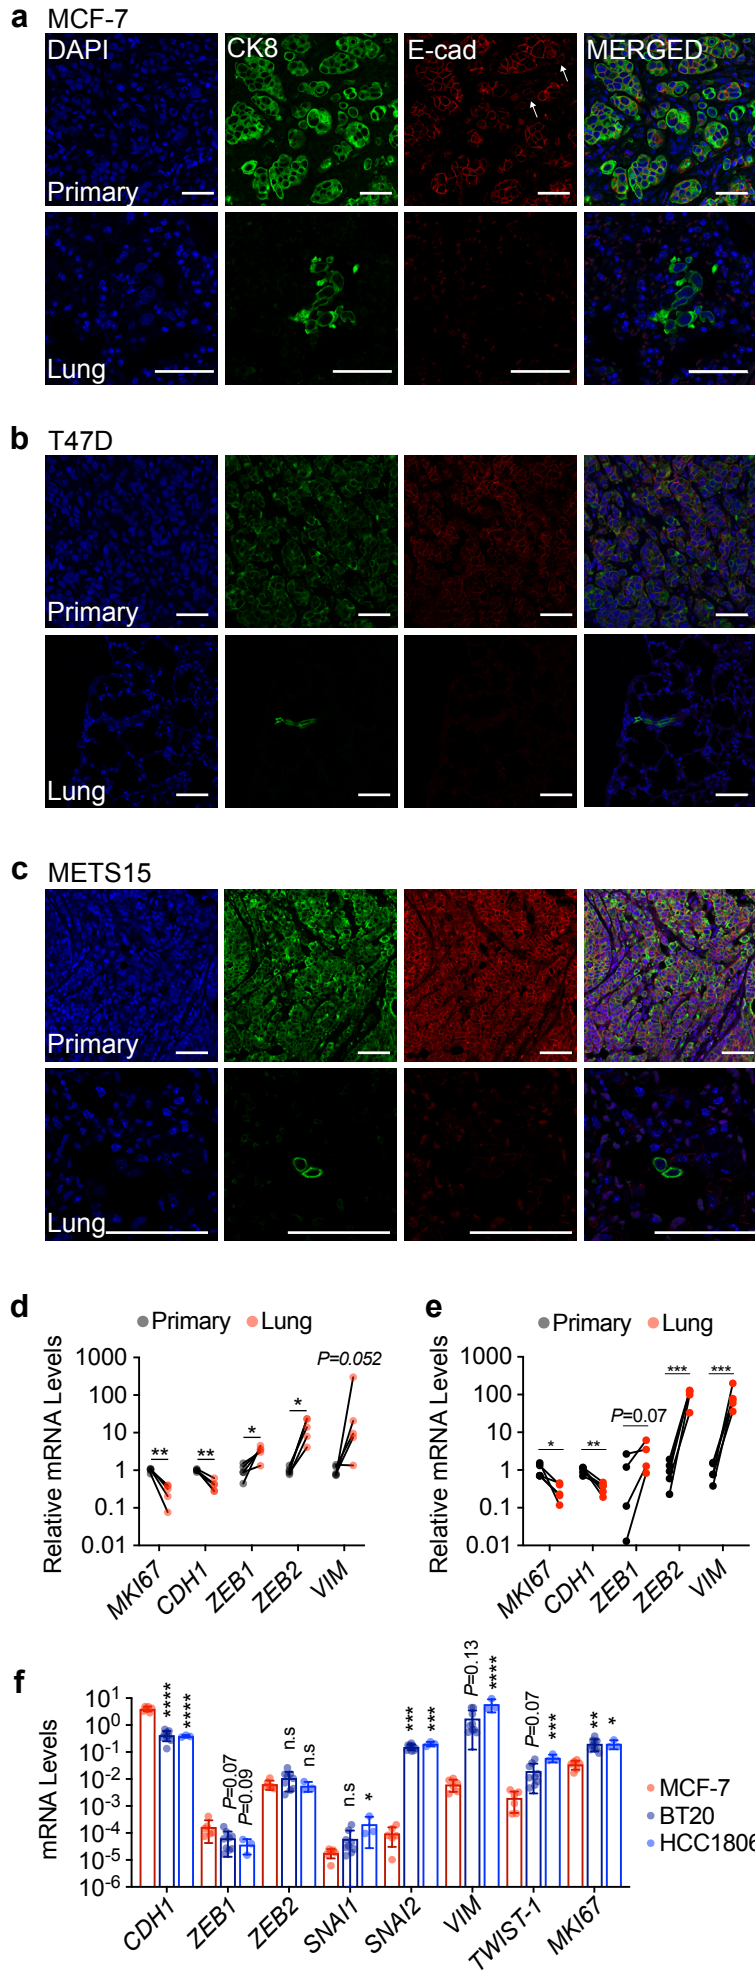 a MCF-7
DAPI CK8 E-cad MERGED
Primary
Lung
b T47D
Primary
Lung
c METS15
Primary
Lung
d
Primary Lung
Relative mRNA Levels
1000
100
10
1
0.1
0.01
** ** * * P=0.052
MKI67 CDH1 ZEB1 ZEB2 VIM
e
Primary Lung
Relative mRNA Levels
1000
100
10
1
0.1
0.01
* ** P=0.07 *** ***
MKI67 CDH1 ZEB1 ZEB2 VIM
f
mRNA Levels
10¹
10⁰
10⁻¹
10⁻²
10⁻³
10⁻⁴
10⁻⁵
10⁻⁶
**** **** P=0.07 P=0.09 n.s n.s n.s * *** *** P=0.13 **** P=0.07 *** ** *
CDH1 ZEB1 ZEB2 SNAI1 SNAI2 VIM TWIST-1 MKI67
MCF-7
BT20
HCC1806